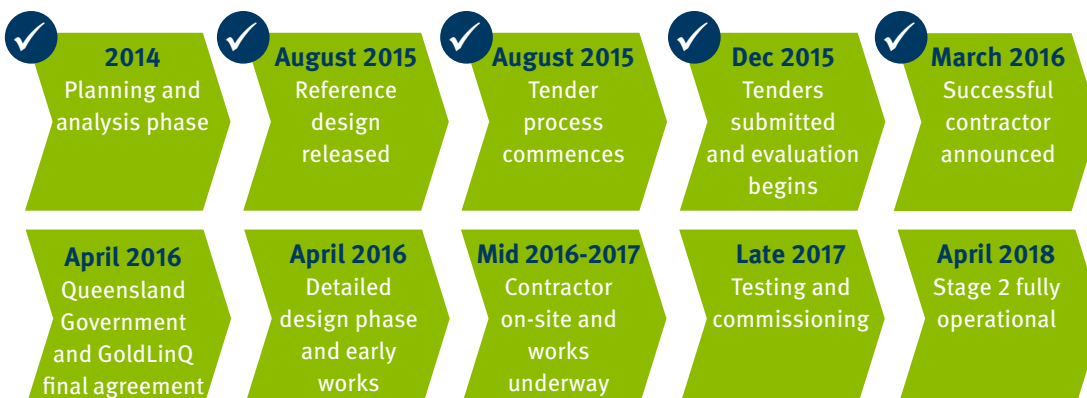 2014
Planning and
analysis phase
August 2015
Reference
design
released
August 2015
Tender
process
commences
Dec 2015
Tenders
submitted
and evaluation
begins
March 2016
Successful
contractor
announced
April 2016
Queensland
Government
and GoldLinQ
final agreement
April 2016
Detailed
design phase
and early
works
Mid 2016-2017
Contractor
on-site and
works
underway
Late 2017
Testing and
commissioning
April 2018
Stage 2 fully
operational